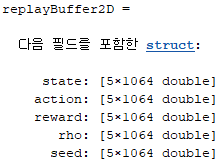 replayBuffer2D =
다음 필드를 포함한 struct:
state: [5×1064 double]
action: [5×1064 double]
reward: [5×1064 double]
rho: [5×1064 double]
seed: [5×1064 double]